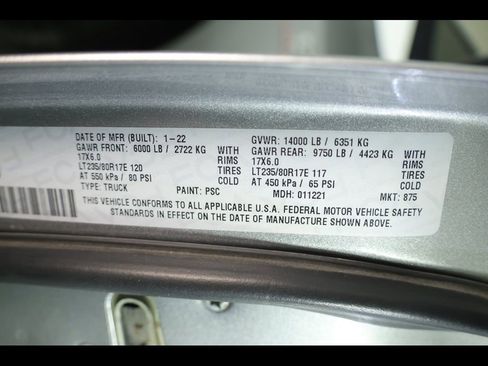 DATE OF MFR (BUILT): 1-22 GVWR: 14000 LB / 6351 KG
GAWR FRONT: 6000 LB / 2722 KG WITH GAWR REAR: 9750 LB / 4423 KG WITH
17X6.0 RIMS 17X6.0 RIMS
LT235/80R17E 120 TIRES LT235/80R17E 117 TIRES
AT 550 kPa / 80 PSI COLD AT 450 kPa / 65 PSI COLD
TYPE: TRUCK PAINT: PSC MDH: 011221 MKT: 875
THIS VEHICLE CONFORMS TO ALL APPLICABLE U.S.A. FEDERAL MOTOR VEHICLE SAFETY
STANDARDS IN EFFECT ON THE DATE OF MANUFACTURE SHOWN ABOVE.